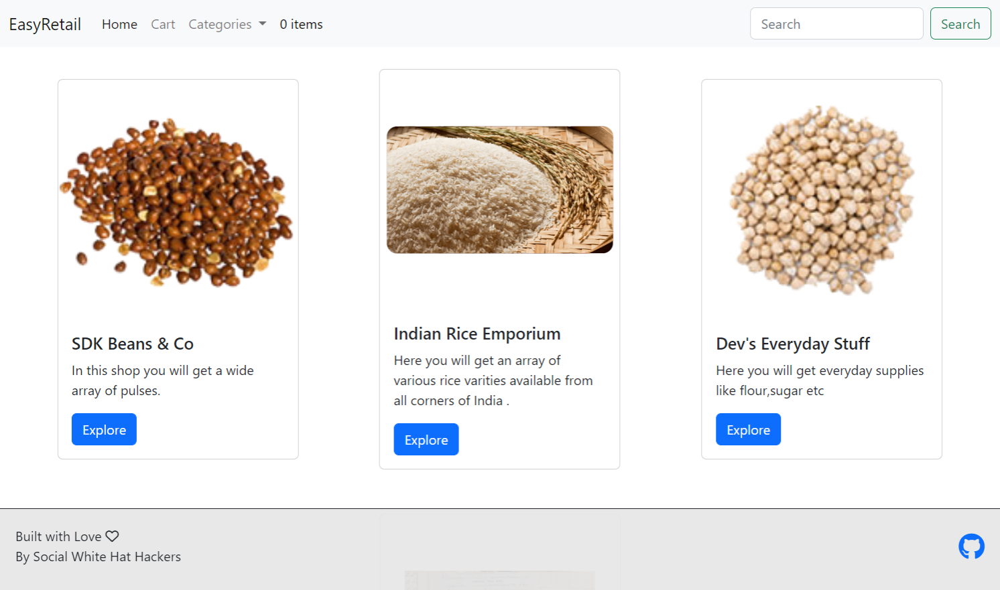 EasyRetail Home Cart Categories 0 items Search Search
SDK Beans & Co
In this shop you will get a wide
array of pulses.
Explore
Indian Rice Emporium
Here you will get an array of
various rice varities available from
all corners of India .
Explore
Dev's Everyday Stuff
Here you will get everyday supplies
like flour,sugar etc
Explore
Built with Love
By Social White Hat Hackers